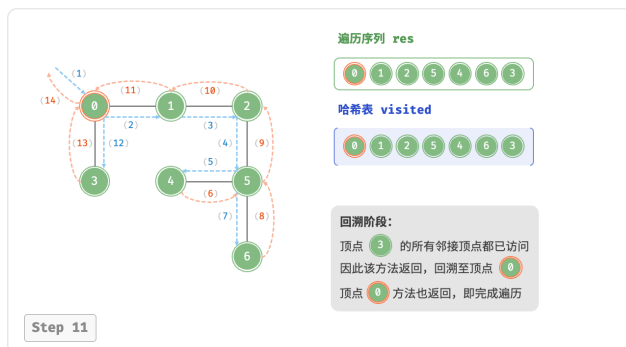 遍历序列 res
0 1 2 5 4 6 3
哈希表 visited
0 1 2 5 4 6 3
(1)
(11)
(10)
(14)
0
1
2
(2)
(3)
(13)
(12)
(4)
(9)
(5)
3
4
5
(6)
(7)
(8)
6
回溯阶段：
顶点 3 的所有邻接顶点都已访问
因此该方法返回，回溯至顶点 0
顶点 0 方法也返回，即完成遍历
Step 11